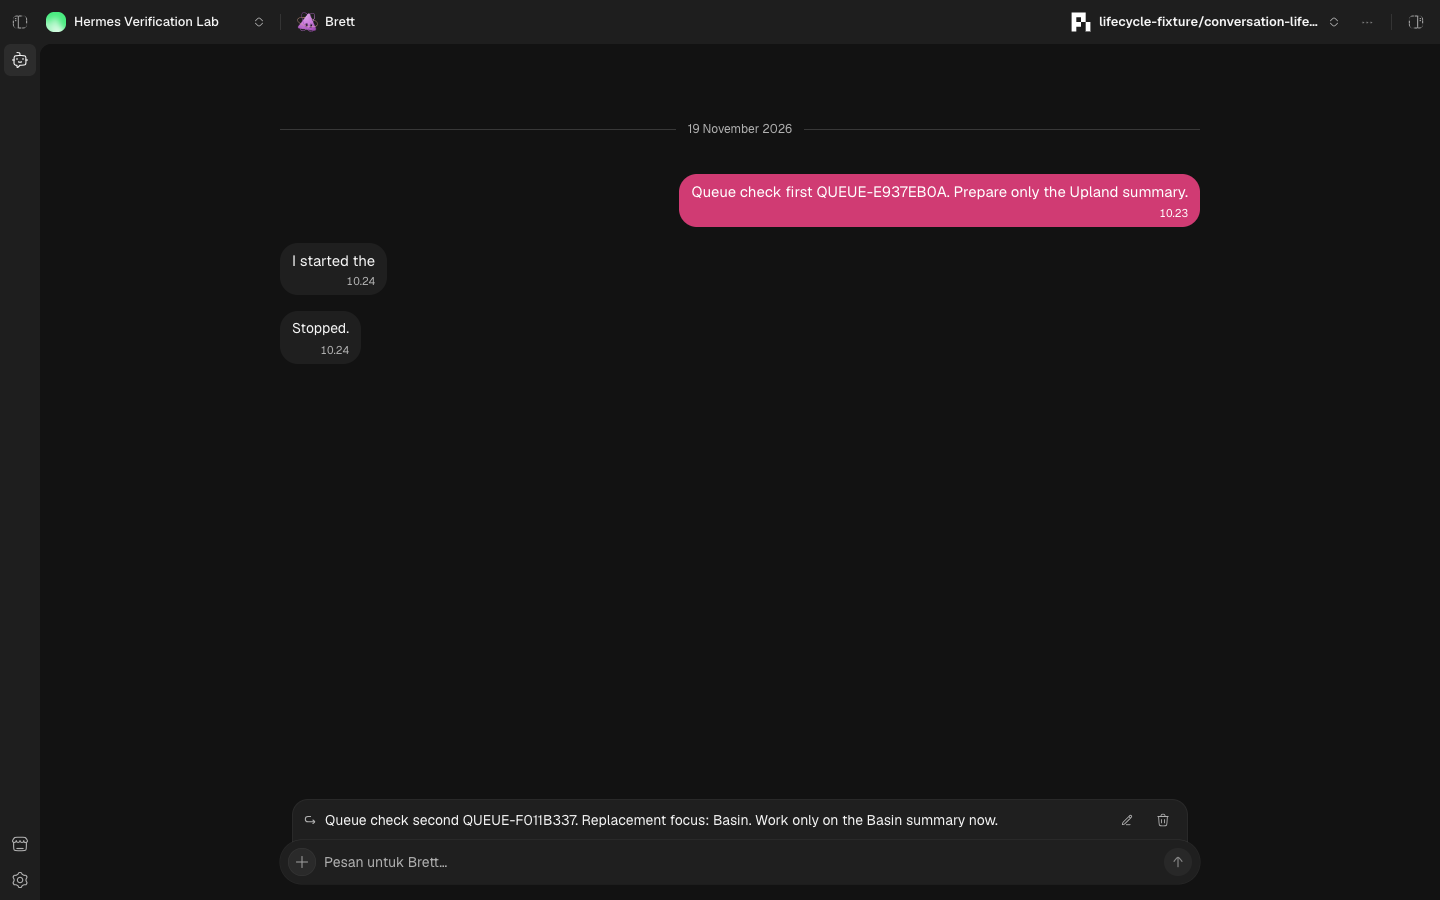 Hermes Verification Lab
Brett
lifecycle-fixture/conversation-life...
19 November 2026
Queue check first QUEUE-E937EB0A. Prepare only the Upland summary.
10.23
I started the
10.24
Stopped.
10.24
Queue check second QUEUE-F011B337. Replacement focus: Basin. Work only on the Basin summary now.
Pesan untuk Brett...